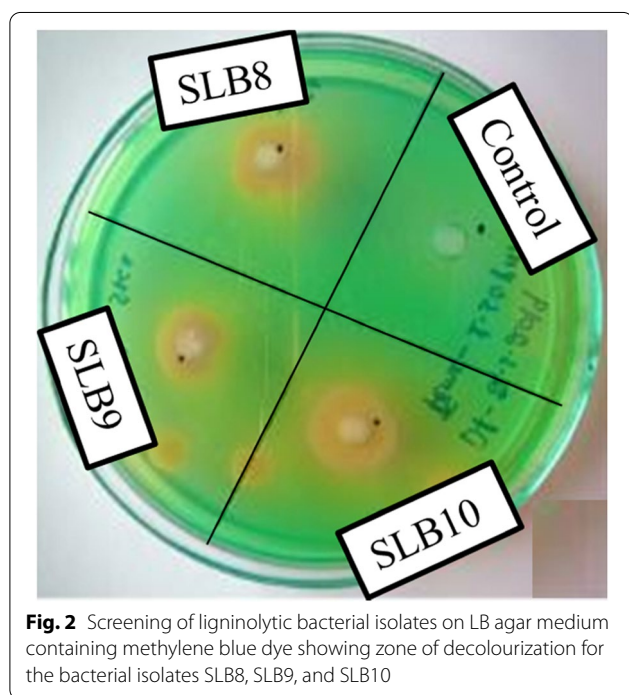 SLB8
Control
SLB9
SLB10
Fig. 2 Screening of ligninolytic bacterial isolates on LB agar medium
containing methylene blue dye showing zone of decolourization for
the bacterial isolates SLB8, SLB9, and SLB10